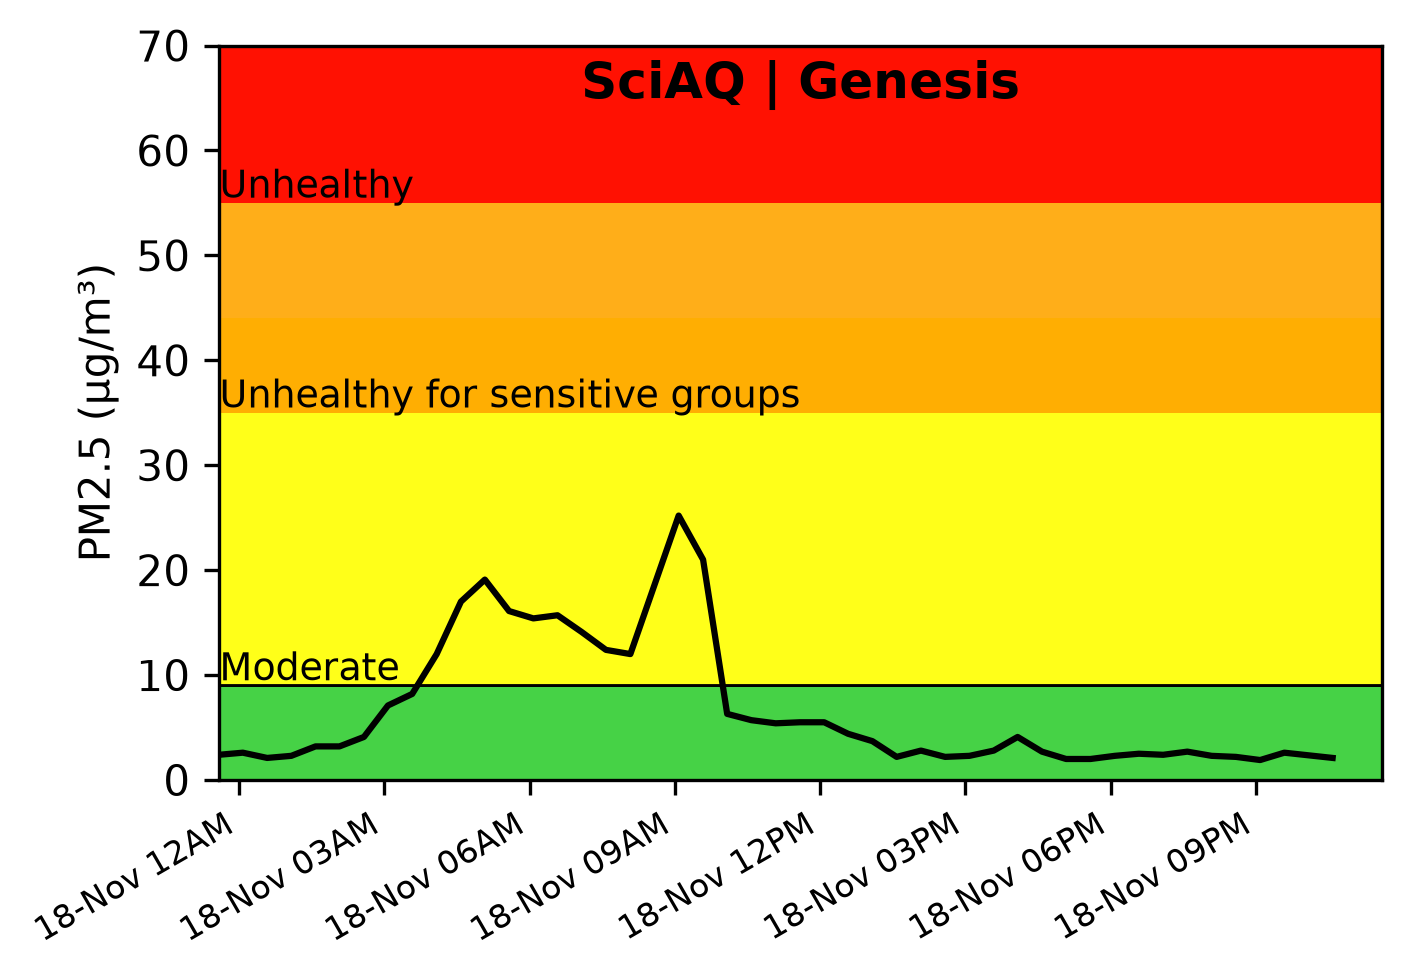 SciAQ | Genesis
70
60
50
40
30
20
10
0
PM2.5 (µg/m³)
Unhealthy
Unhealthy for sensitive groups
Moderate
18-Nov 12AM
18-Nov 03AM
18-Nov 06AM
18-Nov 09AM
18-Nov 12PM
18-Nov 03PM
18-Nov 06PM
18-Nov 09PM